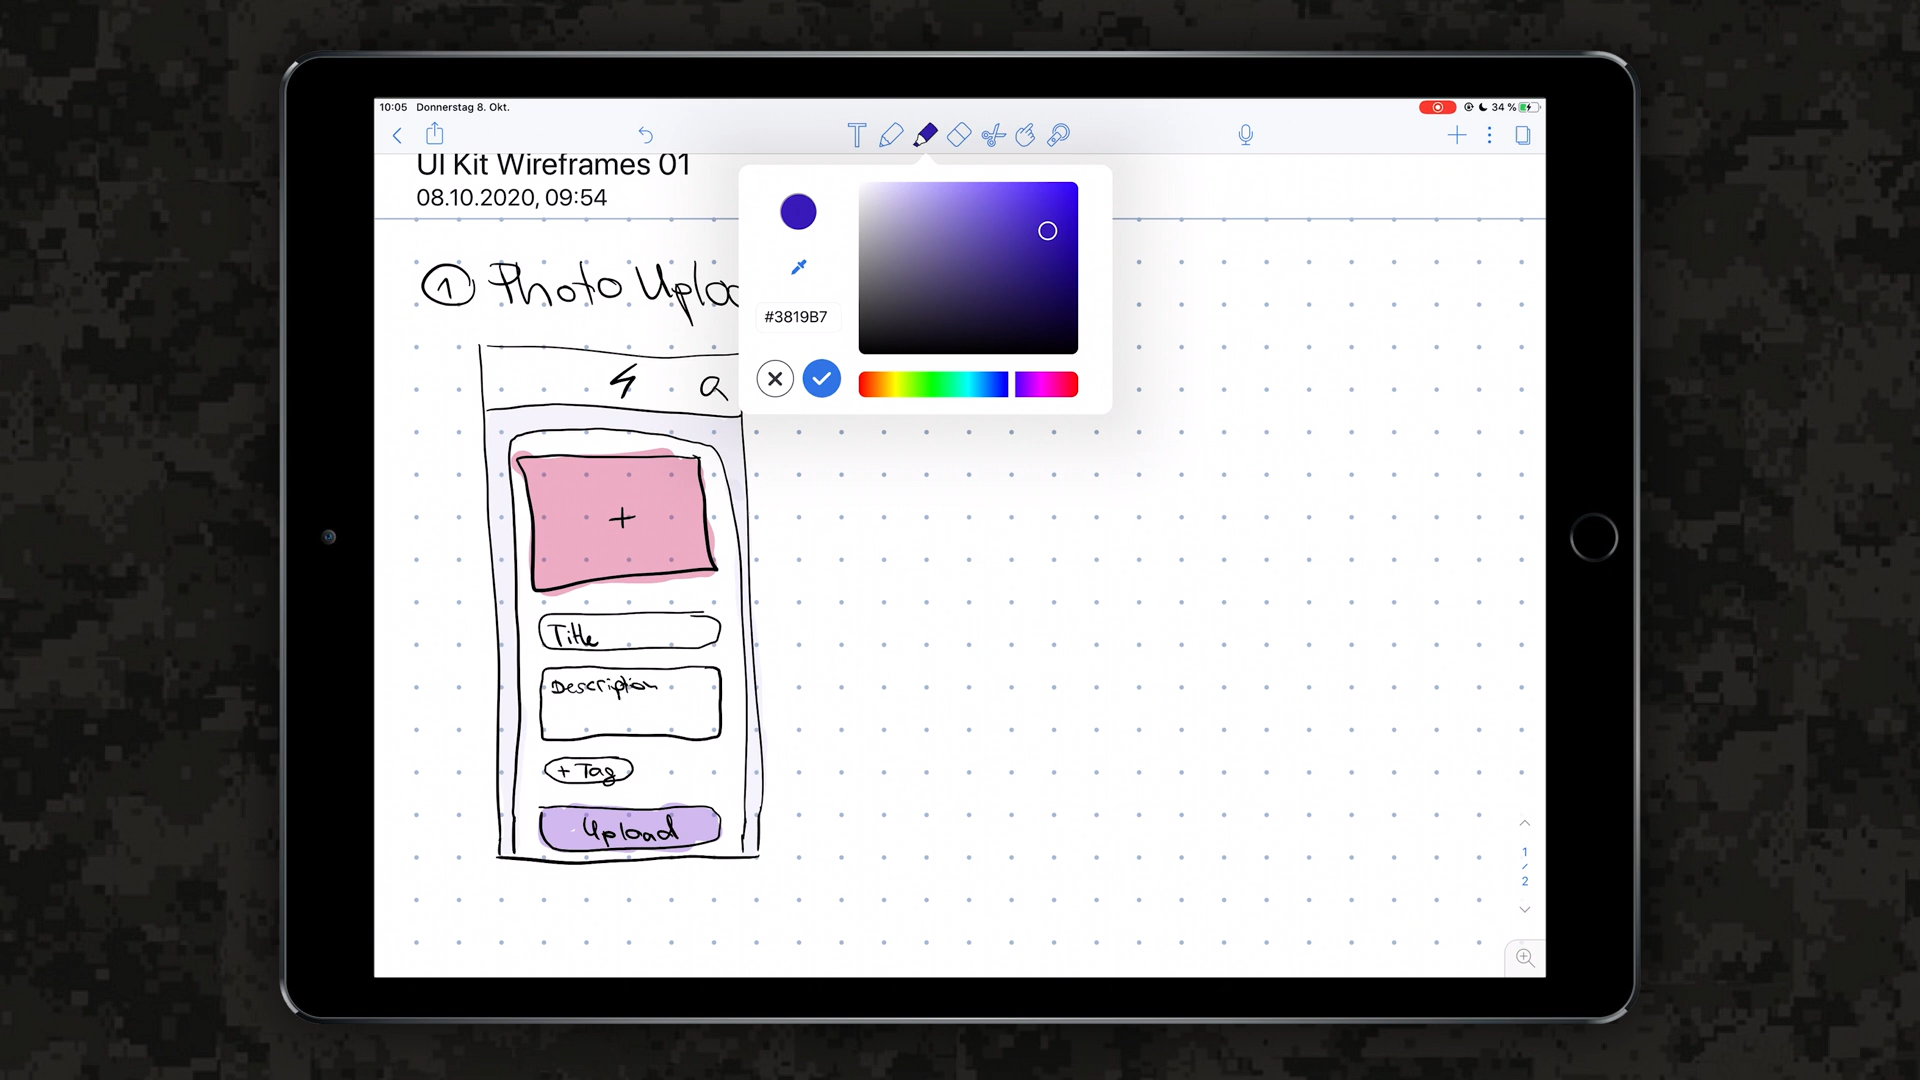 10:05 Donnerstag 8. Okt.
34 %
UI Kit Wireframes 01
08.10.2020, 09:54
#3819B7
1 Photo Uploa
+
Title
Description
+ Tag
Upload
1
/
2